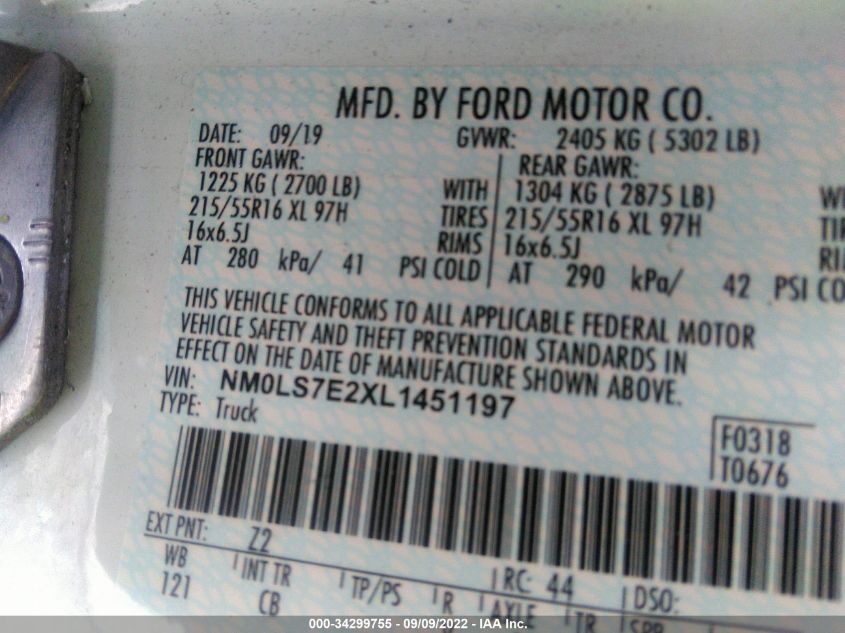 MFD. BY FORD MOTOR CO.
DATE: 09/19 GVWR: 2405 KG ( 5302 LB)
FRONT GAWR: REAR GAWR:
1225 KG ( 2700 LB) WITH 1304 KG ( 2875 LB)
215/55R16 XL 97H TIRES 215/55R16 XL 97H
16x6.5J RIMS 16x6.5J
AT 280 kPa/ 41 PSI COLD AT 290 kPa/ 42 PSI CO
THIS VEHICLE CONFORMS TO ALL APPLICABLE FEDERAL MOTOR
VEHICLE SAFETY AND THEFT PREVENTION STANDARDS IN
EFFECT ON THE DATE OF MANUFACTURE SHOWN ABOVE.
VIN: NM0LS7E2XL1451197
TYPE: Truck
F0318
T0676
EXT PNT: Z2 RC: 44 DSO:
WB INT TR TP/PS R AXLE TR SPR
121 CB
000-34299755 - 09/09/2022 - IAA Inc.